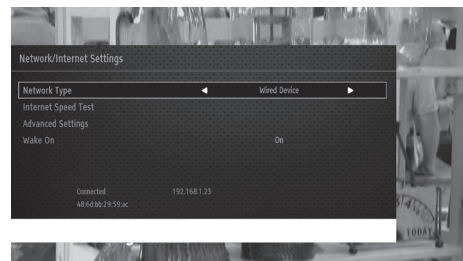 Network/Internet Settings
Network Type Wired Device
Internet Speed Test
Advanced Settings
Wake On On
Connected 192.168.1.23
48:6d:bb:29:59:ac
TODAY